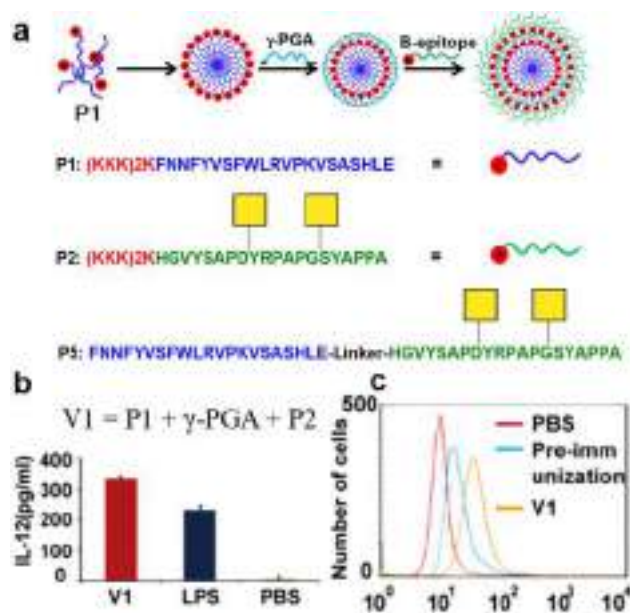 a
γ-PGA
B-epitope
P1
P1: (KKK)2KFNNFYVSFWLRVPKVSASHLE =
P2: (KKK)2KHGVYSAPDYRPAPGSYAPPA =
P5: FNNFYVSFWLRVPKVSASHLE-Linker-HGVYSAPDYRPAPGSYAPPA
b
V1 = P1 + γ-PGA + P2
IL-12(pg/ml)
400
300
200
100
0
V1 LPS PBS
C
Number of cells
500
0
PBS
Pre-imm
unization
V1
10⁰ 10¹ 10² 10³ 10⁴